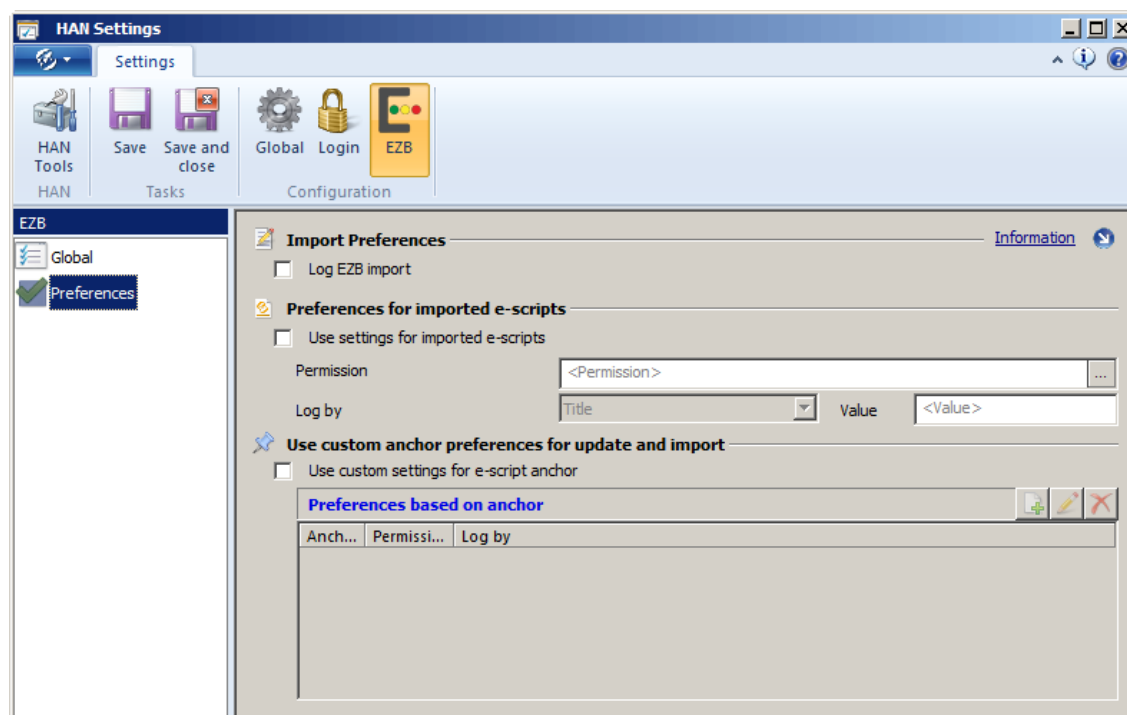 HAN Settings
Settings
HAN Tools
Save
Save and close
Global
Login
EZB
HAN
Tasks
Configuration
EZB
Global
Preferences
Import Preferences
Information
Log EZB import
Preferences for imported e-scripts
Use settings for imported e-scripts
Permission
<Permission>
...
Log by
Title
Value
<Value>
Use custom anchor preferences for update and import
Use custom settings for e-script anchor
Preferences based on anchor
Anch...
Permissi...
Log by